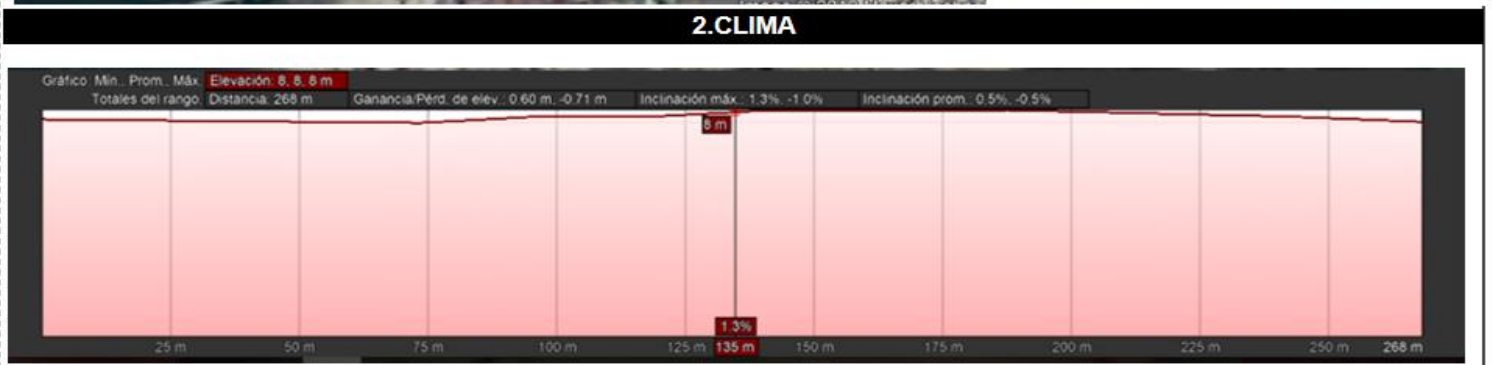 2.CLIMA
Gráfico: Mín., Prom., Máx. Elevación: 8, 8, 8 m
Totales del rango: Distancia: 268 m Ganancia/Pérd. de elev.: 0.60 m, -0.71 m Inclinación máx.: 1.3%, -1.0% Inclinación prom.: 0.5%, -0.5%
8 m
1.3%
25 m 50 m 75 m 100 m 125 m 135 m 150 m 175 m 200 m 225 m 250 m 268 m